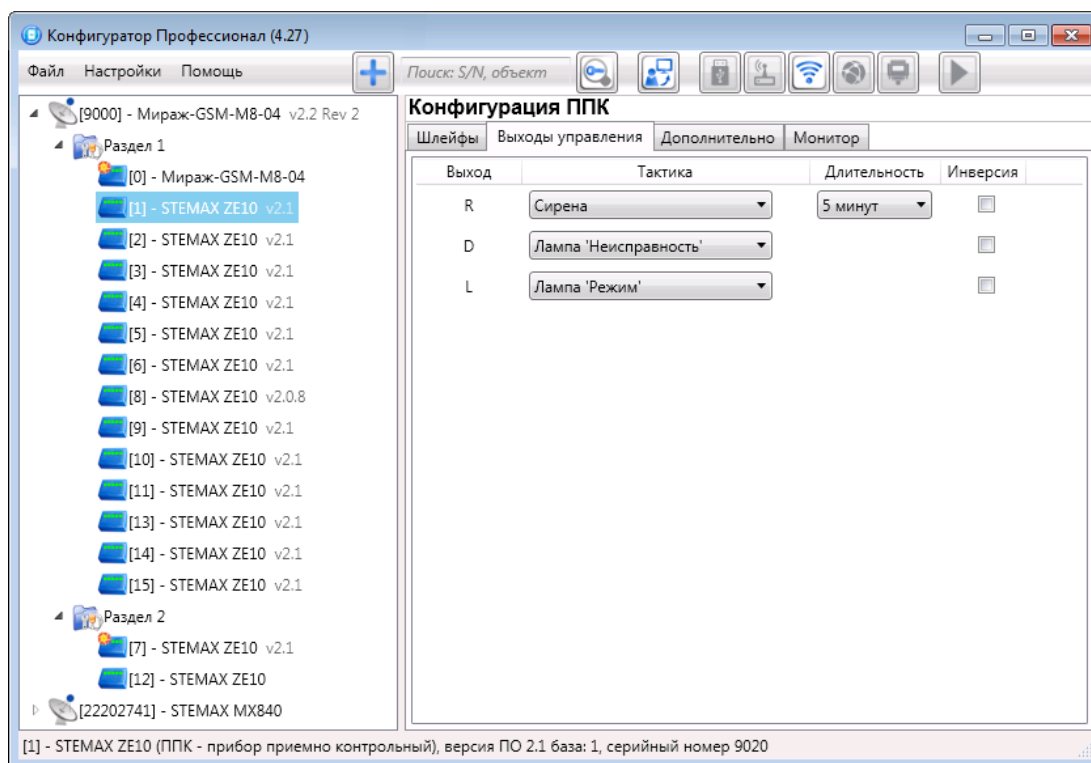 Конфигуратор Профессионал (4.27)
Файл Настройки Помощь Поиск: S/N, объект
[9000] - Мираж-GSM-M8-04 v2.2 Rev 2
Раздел 1
[0] - Мираж-GSM-M8-04
[1] - STEMAX ZE10 v2.1
[2] - STEMAX ZE10 v2.1
[3] - STEMAX ZE10 v2.1
[4] - STEMAX ZE10 v2.1
[5] - STEMAX ZE10 v2.1
[6] - STEMAX ZE10 v2.1
[8] - STEMAX ZE10 v2.0.8
[9] - STEMAX ZE10 v2.1
[10] - STEMAX ZE10 v2.1
[11] - STEMAX ZE10 v2.1
[13] - STEMAX ZE10 v2.1
[14] - STEMAX ZE10 v2.1
[15] - STEMAX ZE10 v2.1
Раздел 2
[7] - STEMAX ZE10 v2.1
[12] - STEMAX ZE10
[22202741] - STEMAX MX840
Конфигурация ППК
Шлейфы Выходы управления Дополнительно Монитор
Выход Тактика Длительность Инверсия
R Сирена 5 минут
D Лампа 'Неисправность'
L Лампа 'Режим'
[1] - STEMAX ZE10 (ППК - прибор приемно контрольный), версия ПО 2.1 база: 1, серийный номер 9020